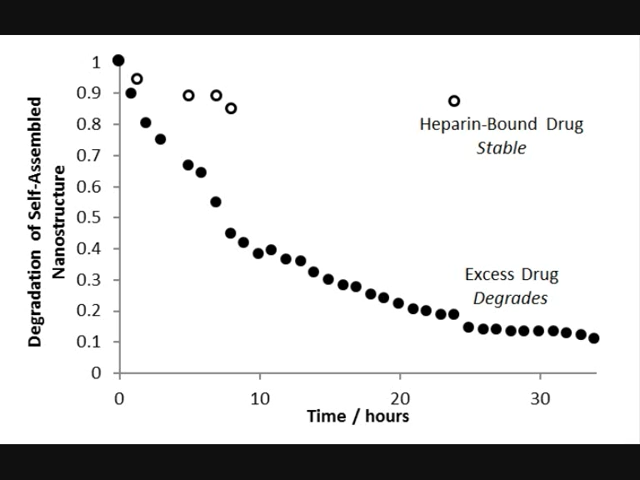 Degradation of Self-Assembled
Nanostructure
1
0.9
0.8
0.7
0.6
0.5
0.4
0.3
0.2
0.1
0
Heparin-Bound Drug
Stable
Excess Drug
Degrades
0 10 20 30
Time / hours